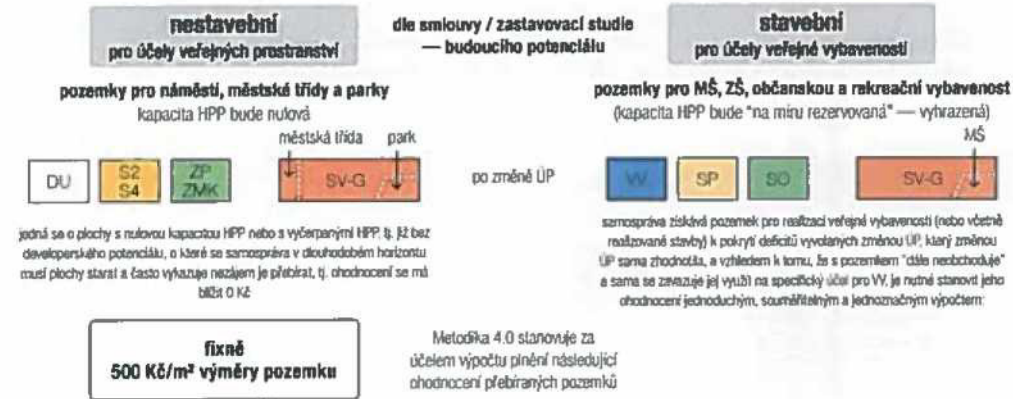 nestavební
pro účely veřejných prostranství
dle smlouvy / zastavovací studie
— budoucího potenciálu
stavební
pro účely veřejné vybavenosti
pozemky pro náměstí, městské třídy a parky
kapacita HPP bude nulová
městská třída
park
DU
S2
S4
ZP
ZMK
SV-G
po změně ÚP
pozemky pro MŠ, ZŠ, občanskou a rekreační vybavenost
(kapacita HPP bude "na míru rezervovaná" — vyhrazená)
MŠ
VV
SP
SO
SV-G
jedná se o plochy s nulovou kapacitou HPP nebo s vyčerpanými HPP, tj. již bez
developerského potenciálu, o které se samospráva v dlouhodobém horizontu
musí plochy starat a často vykazuje nezájem je přebírat, tj. ohodnocení se má
blížit 0 Kč
samospráva získává pozemek pro realizaci veřejné vybavenosti (nebo včetně
realizované stavby) k pokrytí deficitů vyvolaných změnou ÚP, který změnou
ÚP sama zhodnotila, a vzhledem k tomu, že s pozemkem "dále neobchoduje"
a sama se zavazuje jej využít na specifický účel pro VV, je nutné stanovit jeho
ohodnocení jednoduchým, souměřitelným a jednoznačným výpočtem:
fixně
500 Kč/m² výměry pozemku
Metodika 4.0 stanovuje za
účelem výpočtu plnění následující
ohodnocení přebíraných pozemků